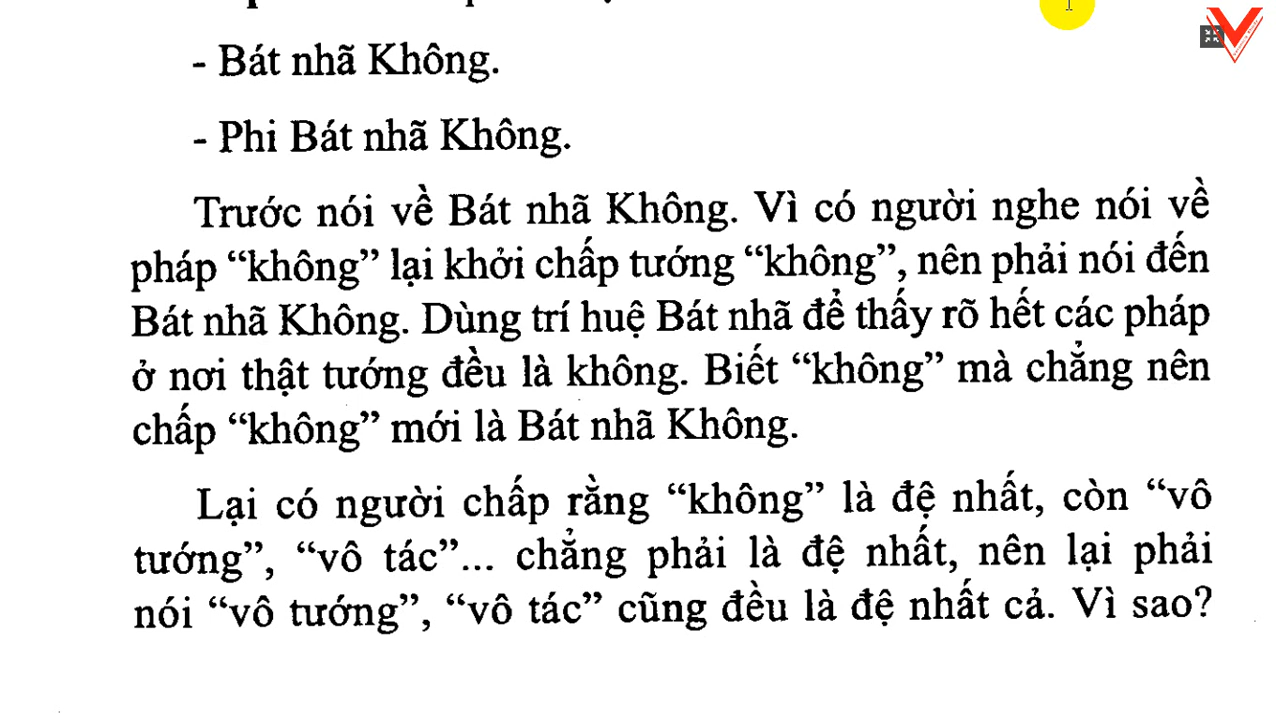 - Bát nhã Không.
- Phi Bát nhã Không.
Trước nói về Bát nhã Không. Vì có người nghe nói về
pháp “không” lại khởi chấp tướng “không”, nên phải nói đến
Bát nhã Không. Dùng trí huệ Bát nhã để thấy rõ hết các pháp
ở nơi thật tướng đều là không. Biết “không” mà chẳng nên
chấp “không” mới là Bát nhã Không.
Lại có người chấp rằng “không” là đệ nhất, còn “vô
tướng”, “vô tác”... chẳng phải là đệ nhất, nên lại phải
nói “vô tướng”, “vô tác” cũng đều là đệ nhất cả. Vì sao?